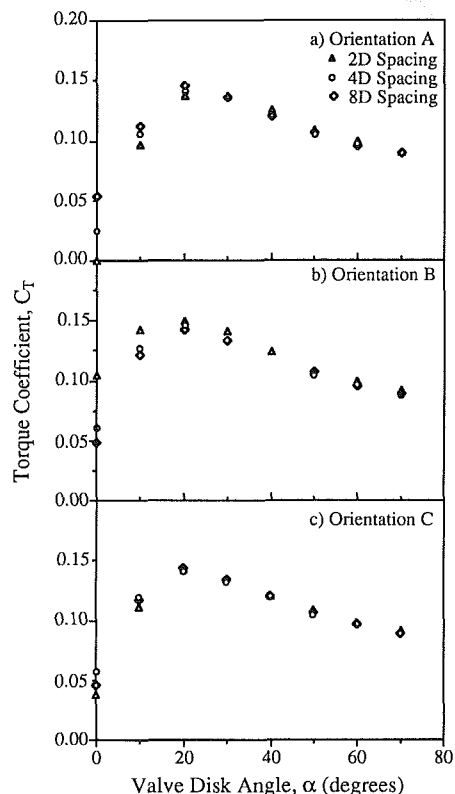 a) Orientation A
▲ 2D Spacing
○ 4D Spacing
◇ 8D Spacing
0.20
0.15
0.10
0.05
0.00
b) Orientation B
0.15
0.10
0.05
0.00
c) Orientation C
0.15
0.10
0.05
0.00
Torque Coefficient, C_T
0 20 40 60 80
Valve Disk Angle, α (degrees)